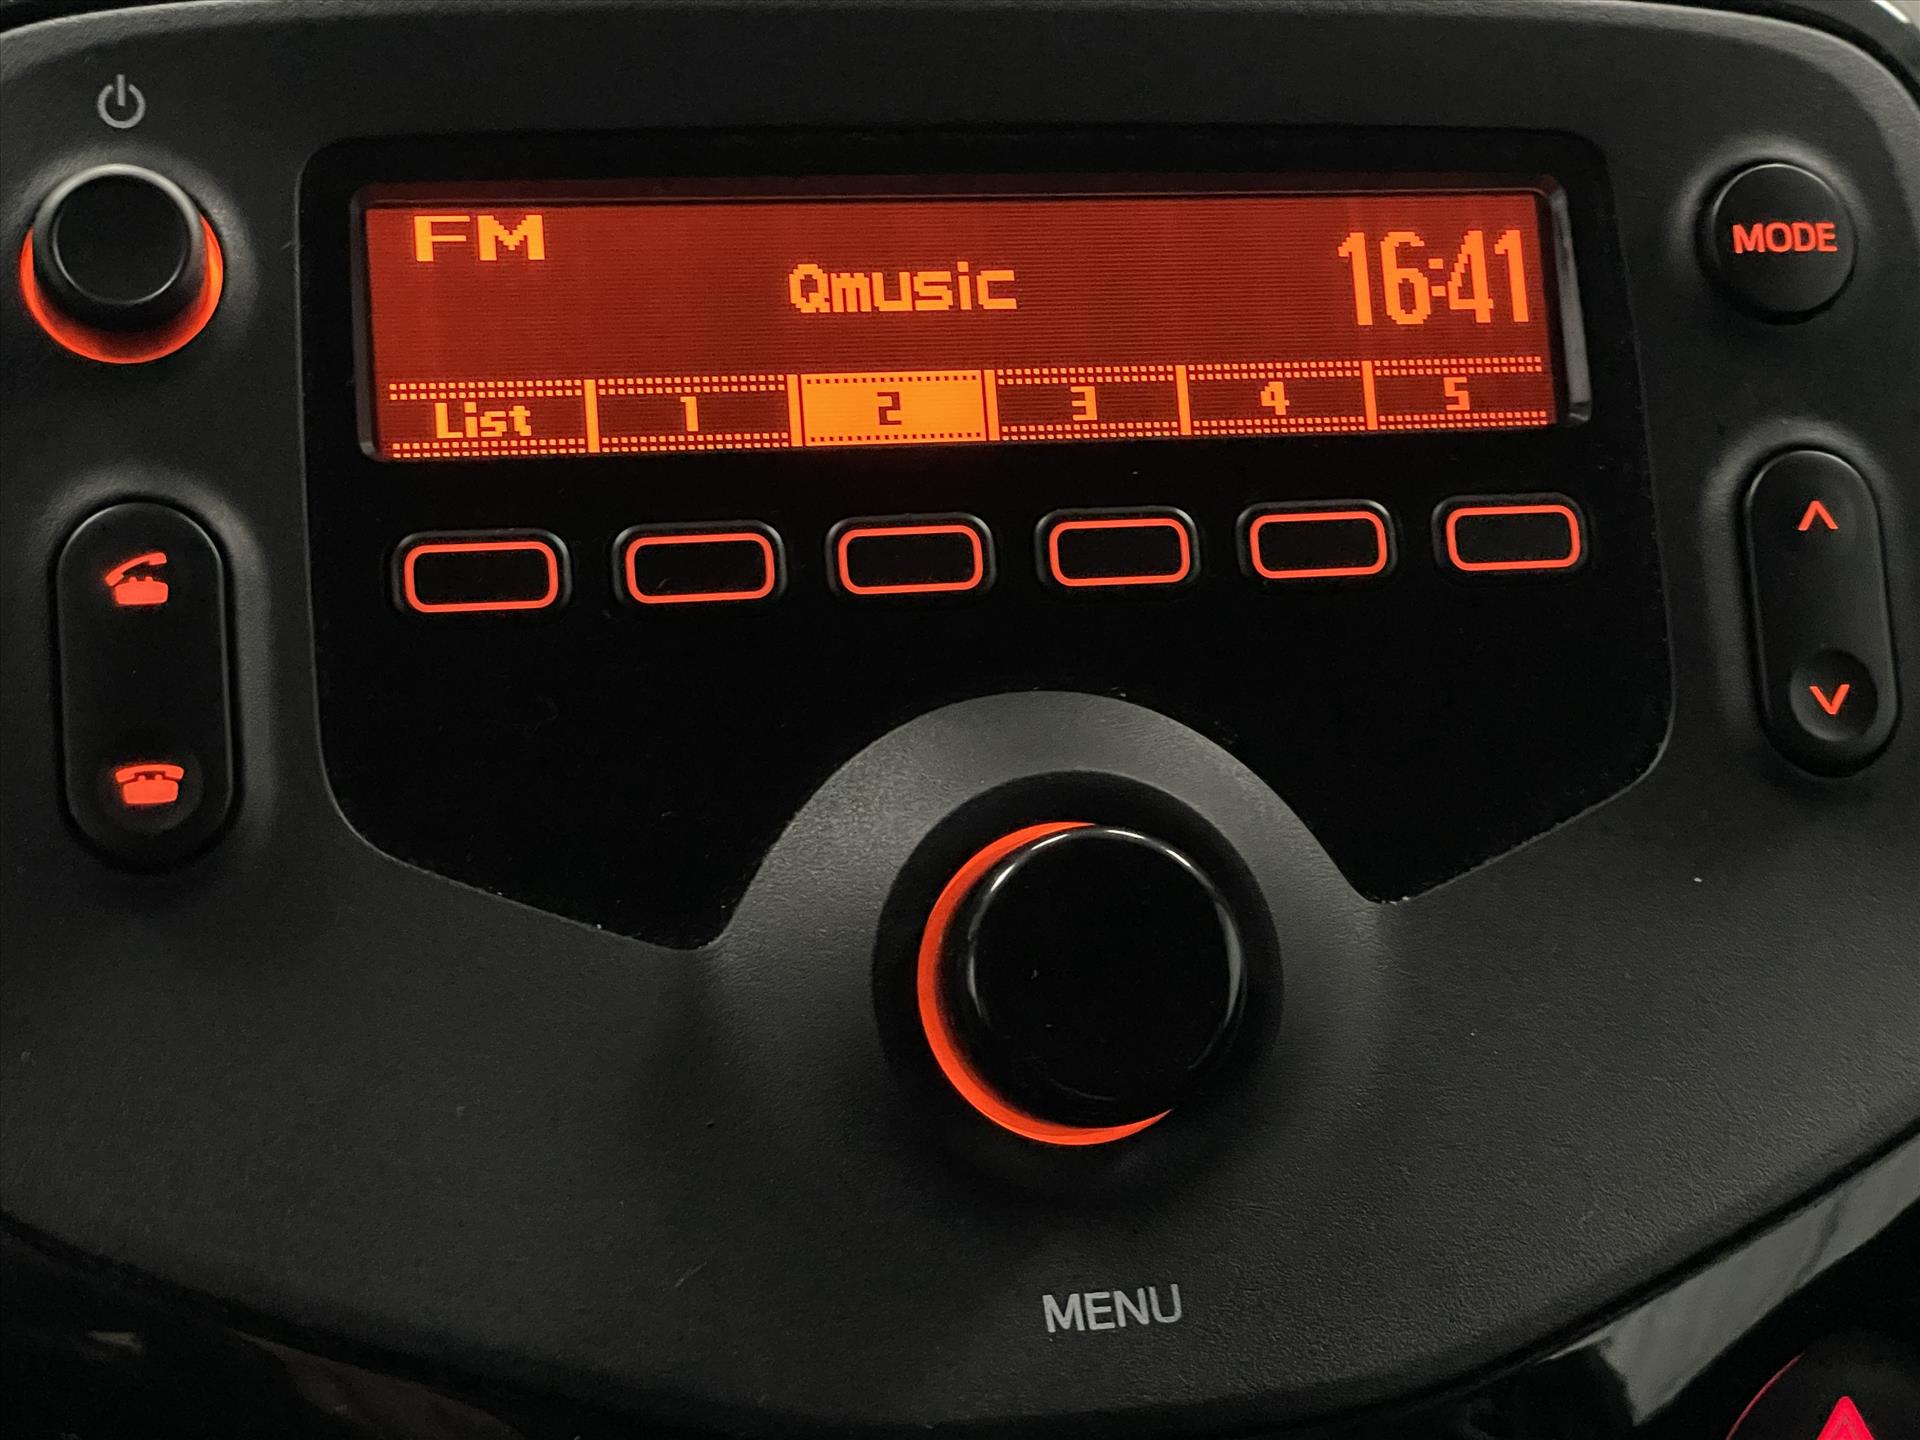 FM
Qmusic
16:41
MODE
List 1 2 3 4 5
MENU